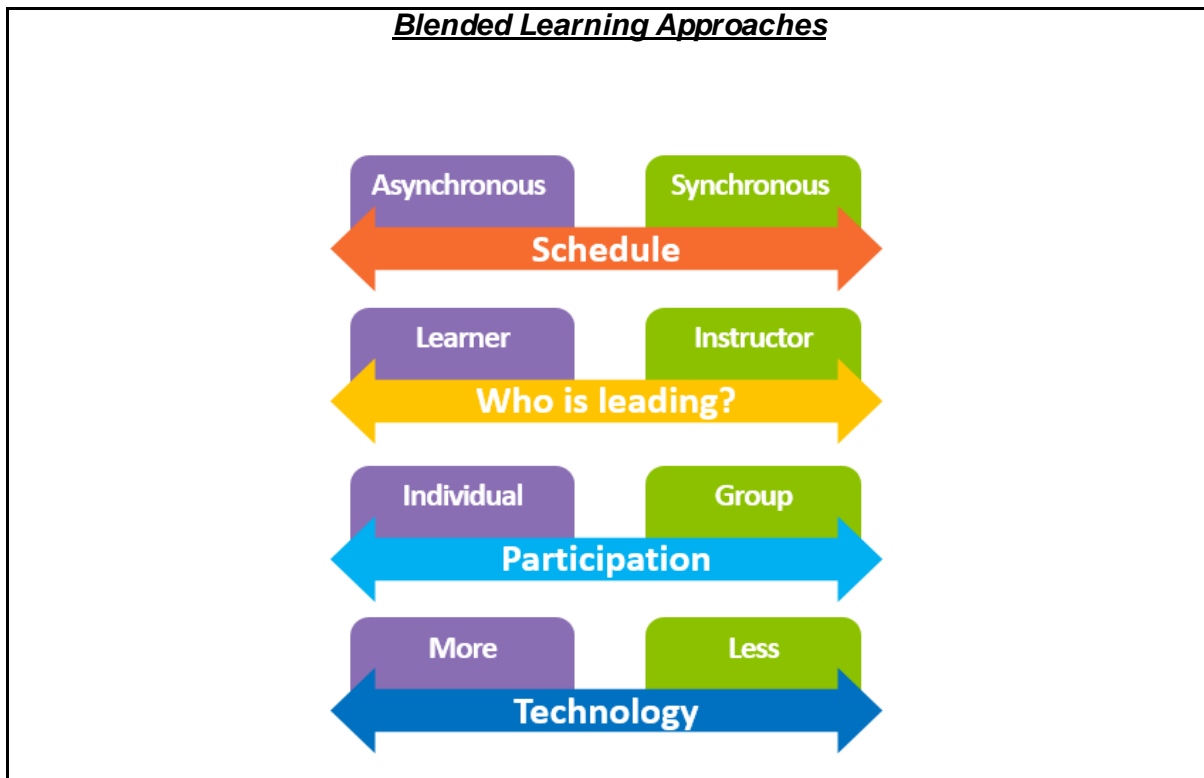 Blended Learning Approaches
Asynchronous Synchronous
Schedule
Learner Instructor
Who is leading?
Individual Group
Participation
More Less
Technology